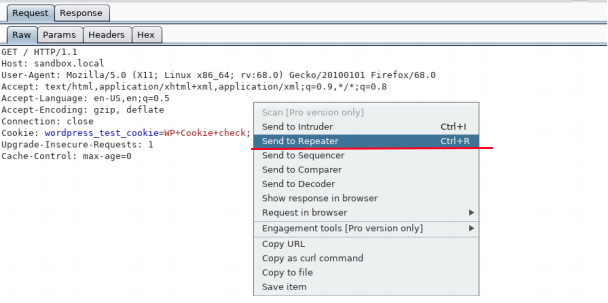 Request Response
Raw Params Headers Hex
GET / HTTP/1.1
Host: sandbox.local
User-Agent: Mozilla/5.0 (X11; Linux x86_64; rv:68.0) Gecko/20100101 Firefox/68.0
Accept: text/html,application/xhtml+xml,application/xml;q=0.9,*/*;q=0.8
Accept-Language: en-US,en;q=0.5
Accept-Encoding: gzip, deflate
Connection: close
Cookie: wordpress_test_cookie=WP+Cookie+check;
Upgrade-Insecure-Requests: 1
Cache-Control: max-age=0
Scan [Pro version only]
Send to Intruder Ctrl+I
Send to Repeater Ctrl+R
Send to Sequencer
Send to Comparer
Send to Decoder
Show response in browser
Request in browser
Engagement tools [Pro version only]
Copy URL
Copy as curl command
Copy to file
Save item